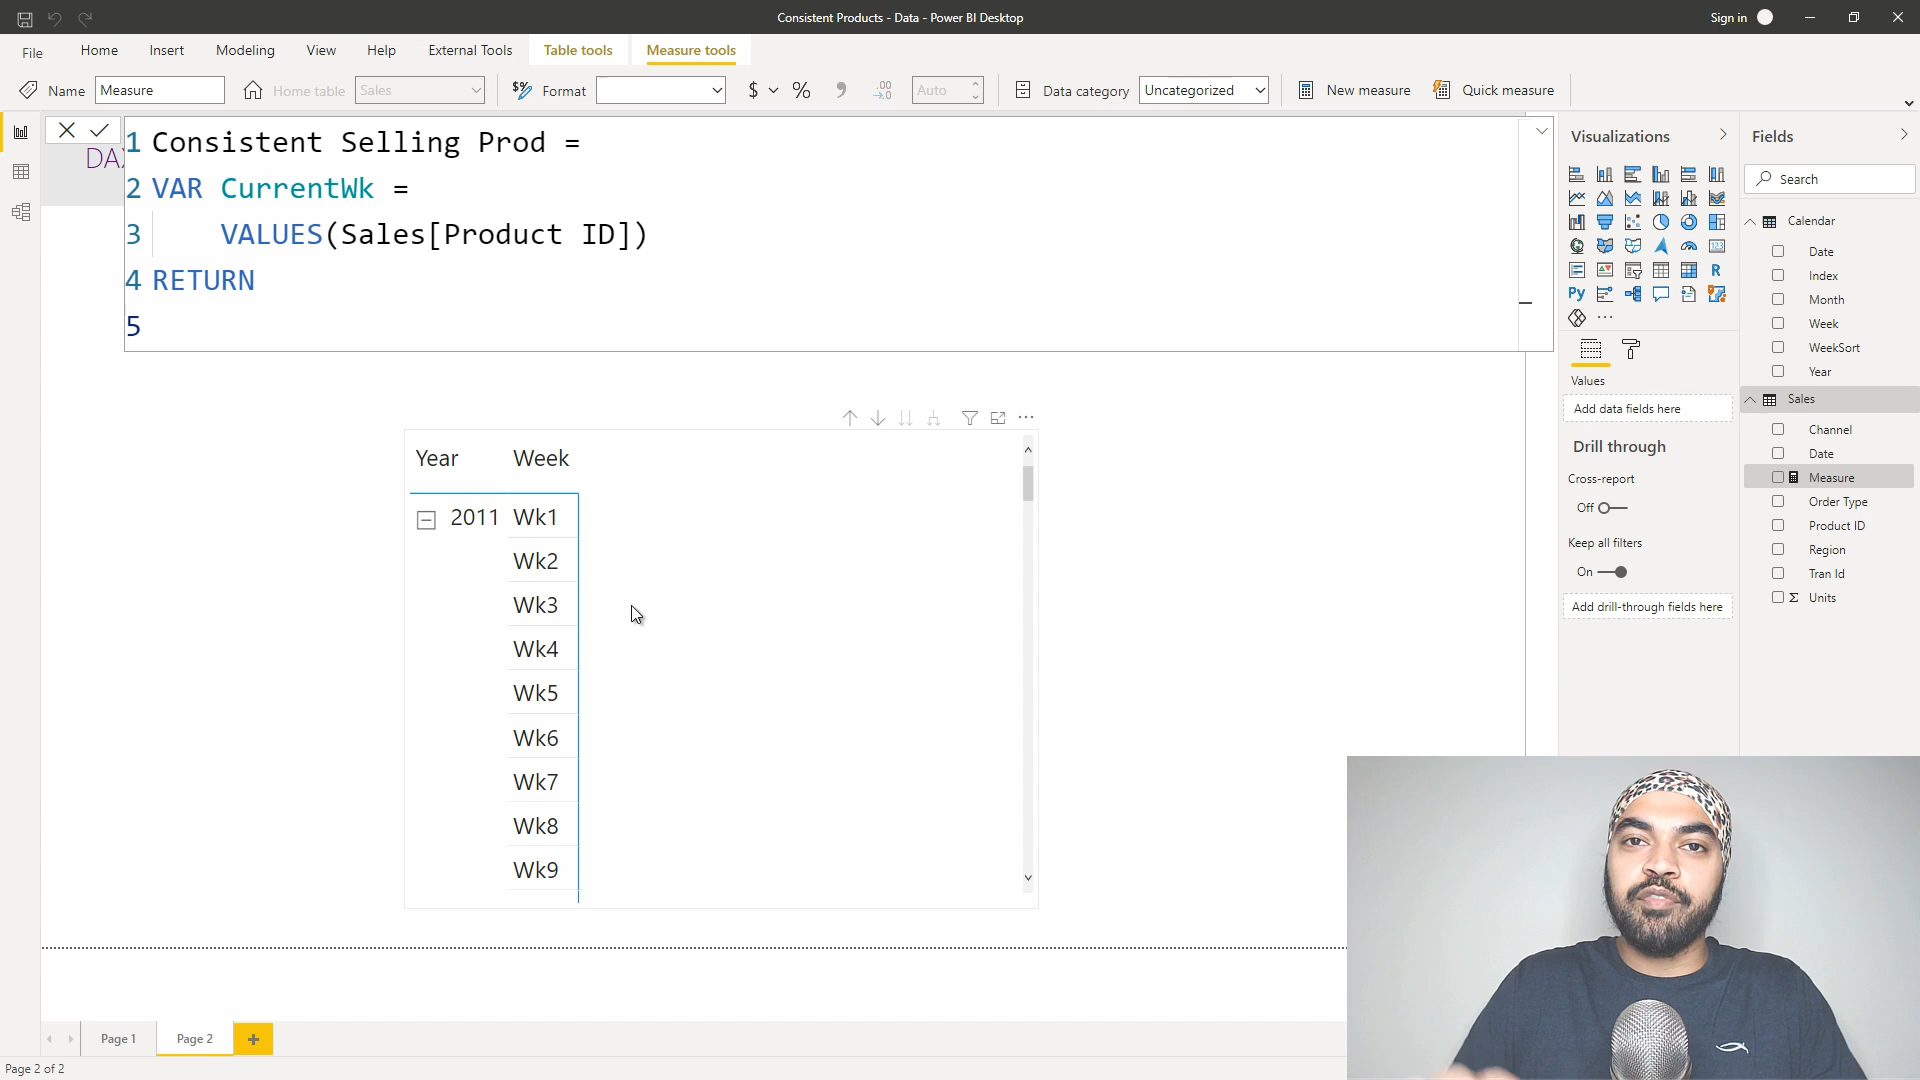 Consistent Products - Data - Power BI Desktop
Sign in
File Home Insert Modeling View Help External Tools Table tools Measure tools
Name Measure Home table Sales Format $ % Auto Data category Uncategorized New measure Quick measure
DAX
1 Consistent Selling Prod =
2 VAR CurrentWk =
3 VALUES(Sales[Product ID])
4 RETURN
5
Year Week
2011 Wk1
Wk2
Wk3
Wk4
Wk5
Wk6
Wk7
Wk8
Wk9
Visualizations
R
Py
123
Values
Add data fields here
Drill through
Cross-report
Off
Keep all filters
On
Add drill-through fields here
Fields
Search
Calendar
Date
Index
Month
Week
WeekSort
Year
Sales
Channel
Date
Measure
Order Type
Product ID
Region
Tran Id
Σ Units
Page 1 Page 2 +
Page 2 of 2